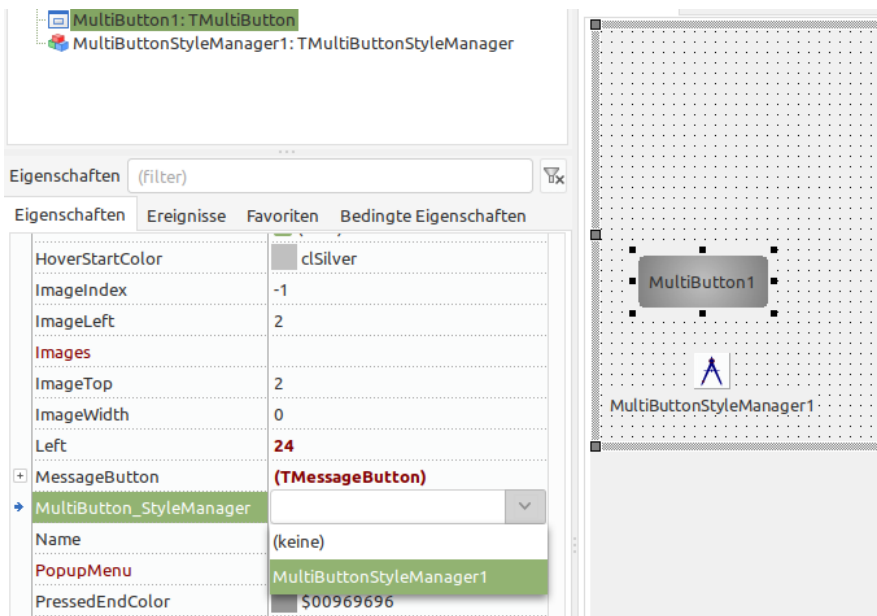 MultiButton1: TMultiButton
MultiButtonStyleManager1: TMultiButtonStyleManager
Eigenschaften (filter)
Eigenschaften Ereignisse Favoriten Bedingte Eigenschaften
HoverStartColor clSilver
ImageIndex -1
ImageLeft 2
Images
ImageTop 2
ImageWidth 0
Left 24
MessageButton (TMessageButton)
MultiButton_StyleManager
Name (keine)
PopupMenu MultiButtonStyleManager1
PressedEndColor $00969696
MultiButton1
MultiButtonStyleManager1